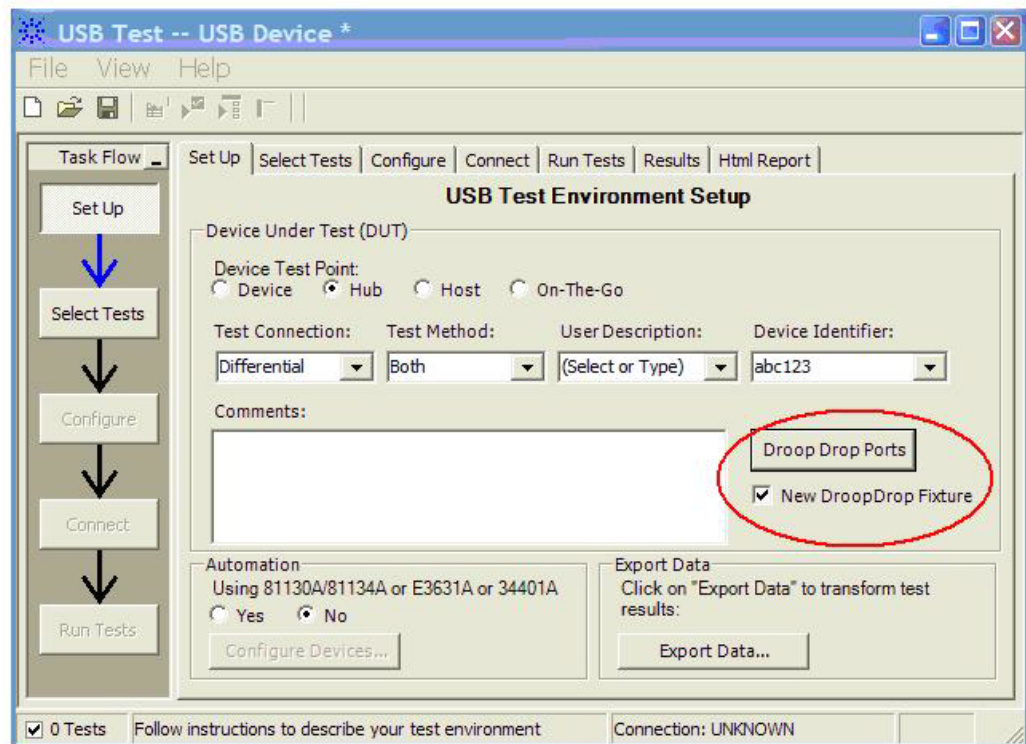 USB Test -- USB Device *
File View Help
Task Flow
Set Up Select Tests Configure Connect Run Tests Results Html Report
USB Test Environment Setup
Set Up
Device Under Test (DUT)
Device Test Point:
Device Hub Host On-The-Go
Select Tests
Test Connection: Test Method: User Description: Device Identifier:
Differential Both (Select or Type) abc123
Configure
Comments:
Droop Drop Ports
New DroopDrop Fixture
Connect
Automation
Using 81130A/81134A or E3631A or 34401A
Yes No
Configure Devices...
Export Data
Click on "Export Data" to transform test
results:
Export Data...
Run Tests
0 Tests Follow instructions to describe your test environment Connection: UNKNOWN